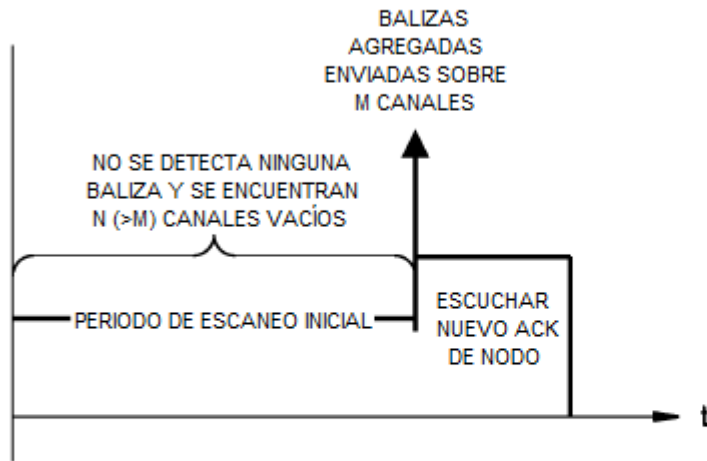 BALIZAS
AGREGADAS
ENVIADAS SOBRE
M CANALES
NO SE DETECTA NINGUNA
BALIZA Y SE ENCUENTRAN
N (>M) CANALES VACÍOS
PERIODO DE ESCANEO INICIAL
ESCUCHAR
NUEVO ACK
DE NODO
t